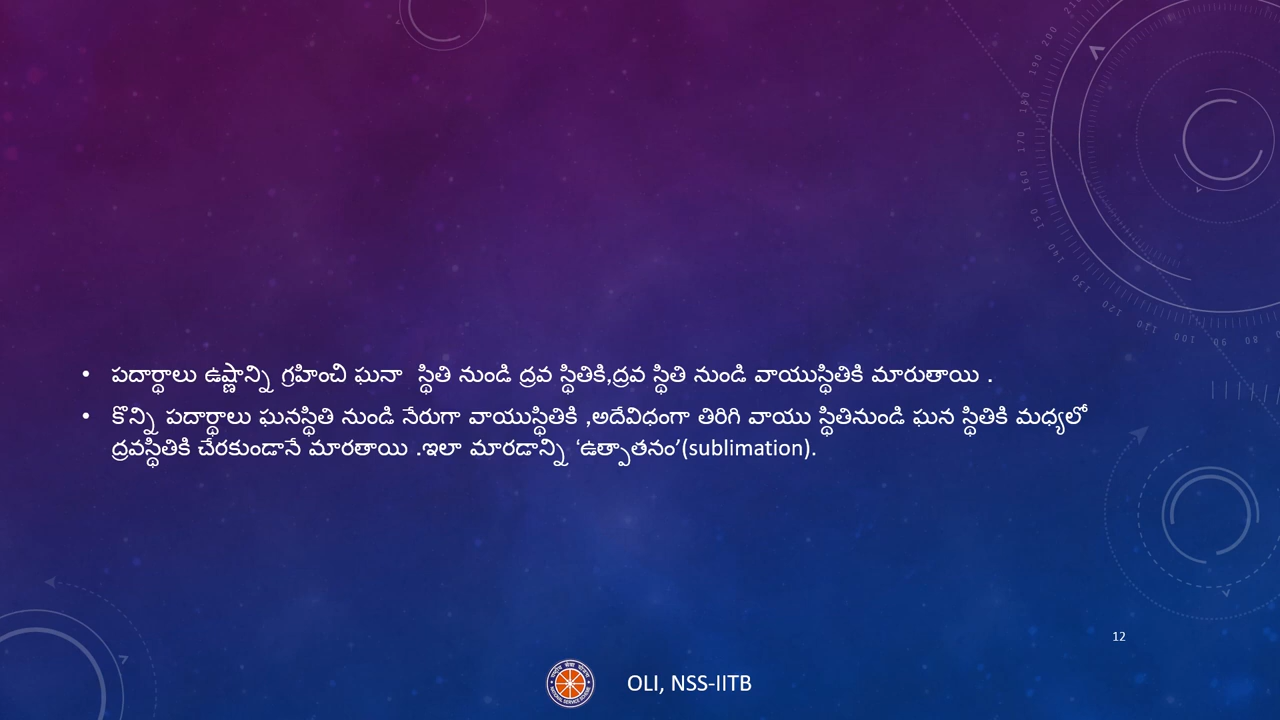 • పదార్థాలు ఉష్ణాన్ని గ్రహించి ఘనా స్థితి నుండి ద్రవ స్థితికి,ద్రవ స్థితి నుండి వాయుస్థితికి మారుతాయి .
• కొన్ని పదార్థాలు ఘనస్థితి నుండి నేరుగా వాయుస్థితికి ,అదేవిధంగా తిరిగి వాయు స్థితినుండి ఘన స్థితికి మధ్యలో
ద్రవస్థితికి చేరకుండానే మారతాయి .ఇలా మారడాన్ని ‘ఉత్పాతనం’(sublimation).
12
OLI, NSS-IITB